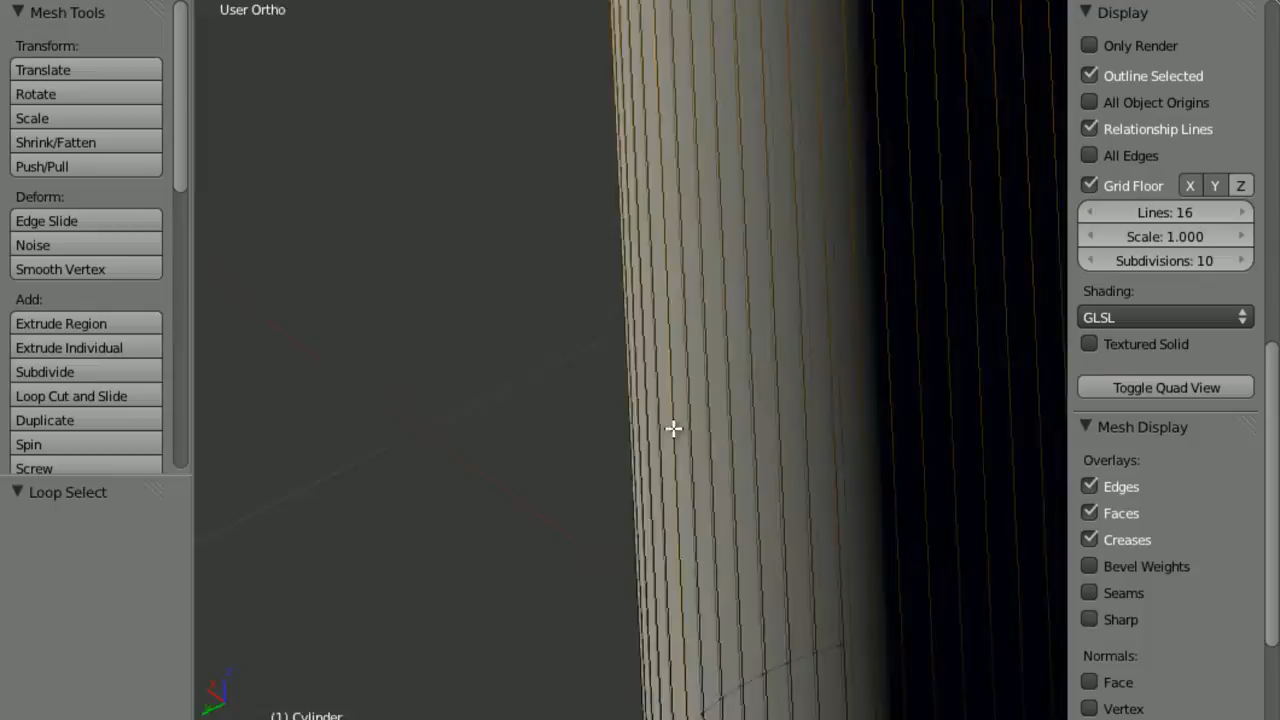 Mesh Tools
Transform:
Translate
Rotate
Scale
Shrink/Fatten
Push/Pull
Deform:
Edge Slide
Noise
Smooth Vertex
Add:
Extrude Region
Extrude Individual
Subdivide
Loop Cut and Slide
Duplicate
Spin
Screw
Loop Select
User Ortho
(1) Cylinder
Display
Only Render
Outline Selected
All Object Origins
Relationship Lines
All Edges
Grid Floor X Y Z
Lines: 16
Scale: 1.000
Subdivisions: 10
Shading:
GLSL
Textured Solid
Toggle Quad View
Mesh Display
Overlays:
Edges
Faces
Creases
Bevel Weights
Seams
Sharp
Normals:
Face
Vertex